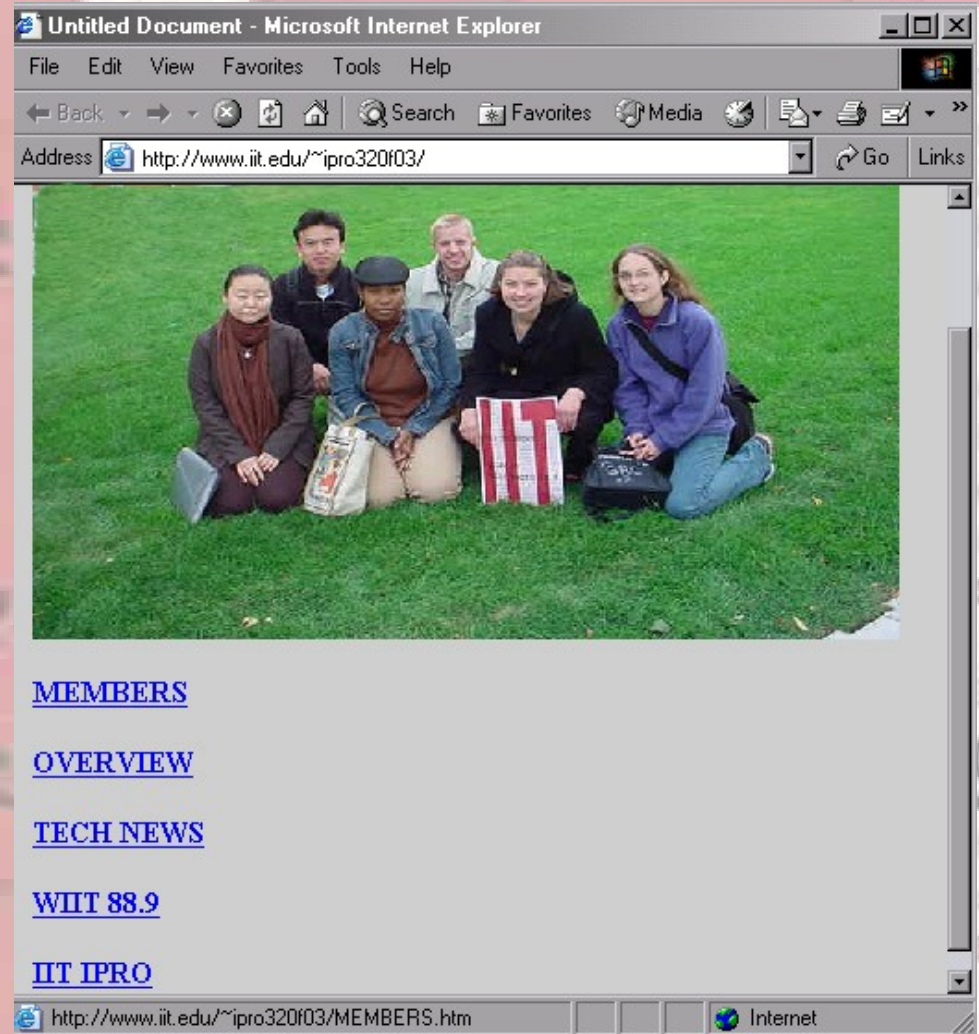 Untitled Document - Microsoft Internet Explorer
File Edit View Favorites Tools Help
Back Search Favorites Media »
Address http://www.iit.edu/~ipro320f03/ Go Links
IIT
GBC
MEMBERS
OVERVIEW
TECH NEWS
WIIT 88.9
IIT IPRO
http://www.iit.edu/~ipro320f03/MEMBERS.htm Internet